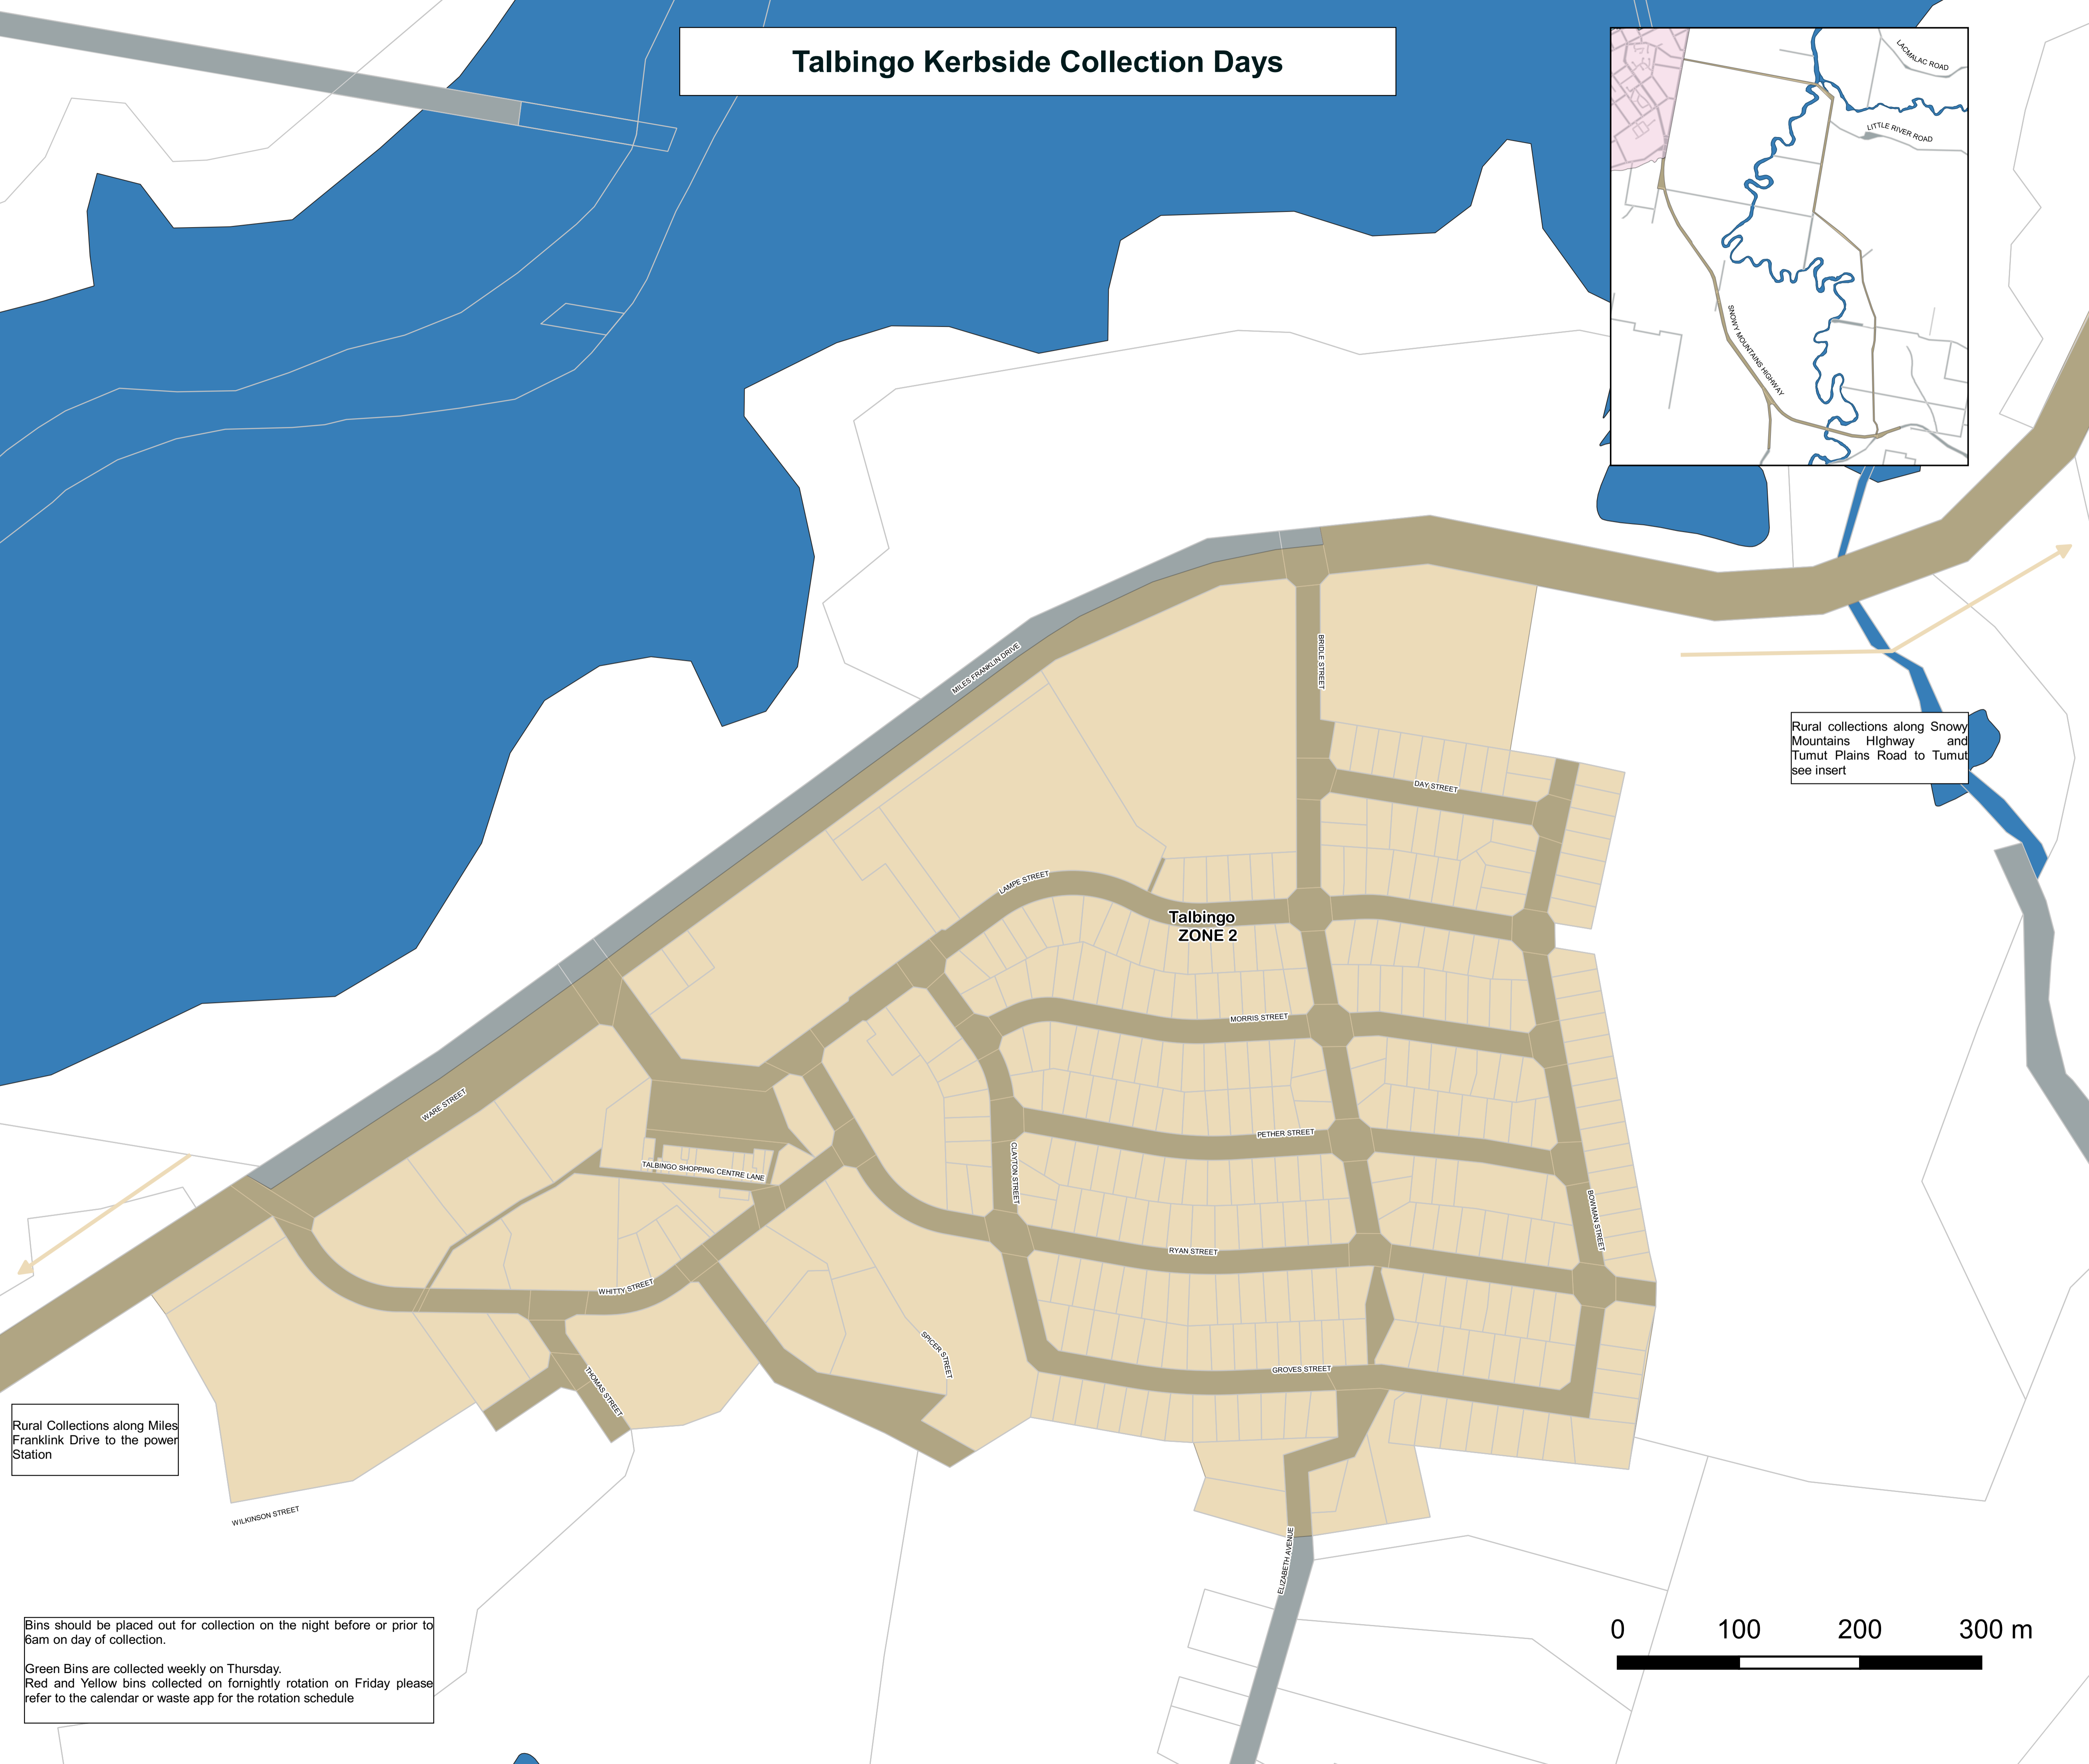 Talbingo Kerbside Collection Days
LACMALAC ROAD
LITTLE RIVER ROAD
SNOWY MOUNTAINS HIGHWAY
MILES FRANKLIN DRIVE
BRIDLE STREET
Rural collections along Snowy
Mountains HIghway and
Tumut Plains Road to Tumut
see insert
DAY STREET
LAMPE STREET
Talbingo
ZONE 2
MORRIS STREET
WARE STREET
PETHER STREET
TALBINGO SHOPPING CENTRE LANE
CLAYTON STREET
BOWMAN STREET
RYAN STREET
WHITTY STREET
SPICER STREET
THOMAS STREET
GROVES STREET
Rural Collections along Miles
Franklink Drive to the power
Station
WILKINSON STREET
ELIZABETH AVENUE
Bins should be placed out for collection on the night before or prior to
6am on day of collection.
Green Bins are collected weekly on Thursday.
Red and Yellow bins collected on fornightly rotation on Friday please
refer to the calendar or waste app for the rotation schedule
0 100 200 300 m